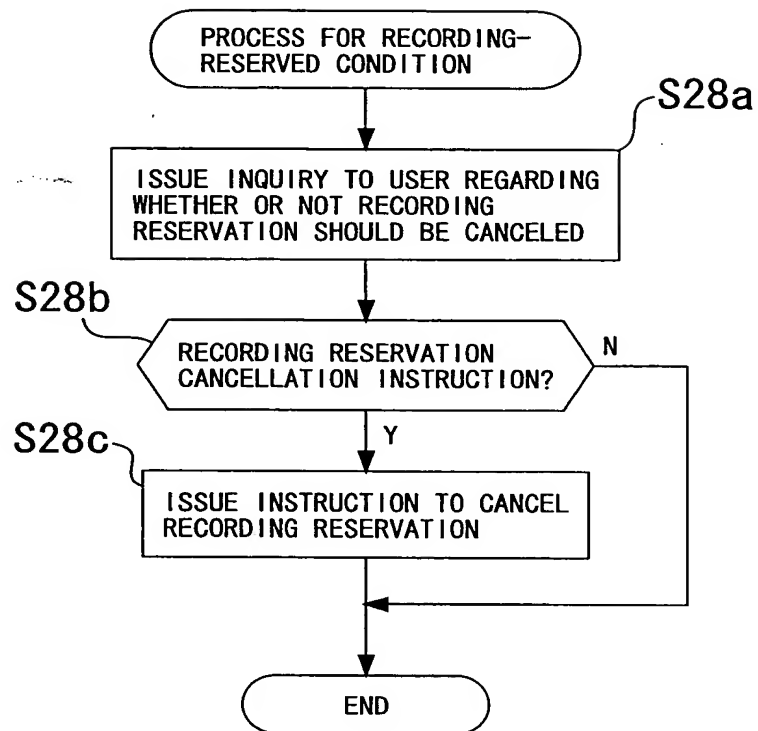 PROCESS FOR RECORDING-
RESERVED CONDITION
S28a
ISSUE INQUIRY TO USER REGARDING
WHETHER OR NOT RECORDING
RESERVATION SHOULD BE CANCELED
S28b
RECORDING RESERVATION
CANCELLATION INSTRUCTION?
N
Y
S28c
ISSUE INSTRUCTION TO CANCEL
RECORDING RESERVATION
END